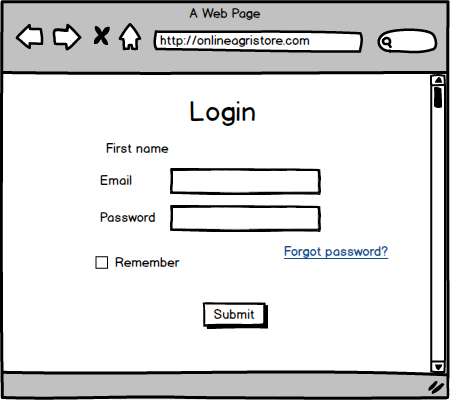 A Web Page
http://onlineagristore.com
Login
First name
Email
Password
Forgot password?
Remember
Submit